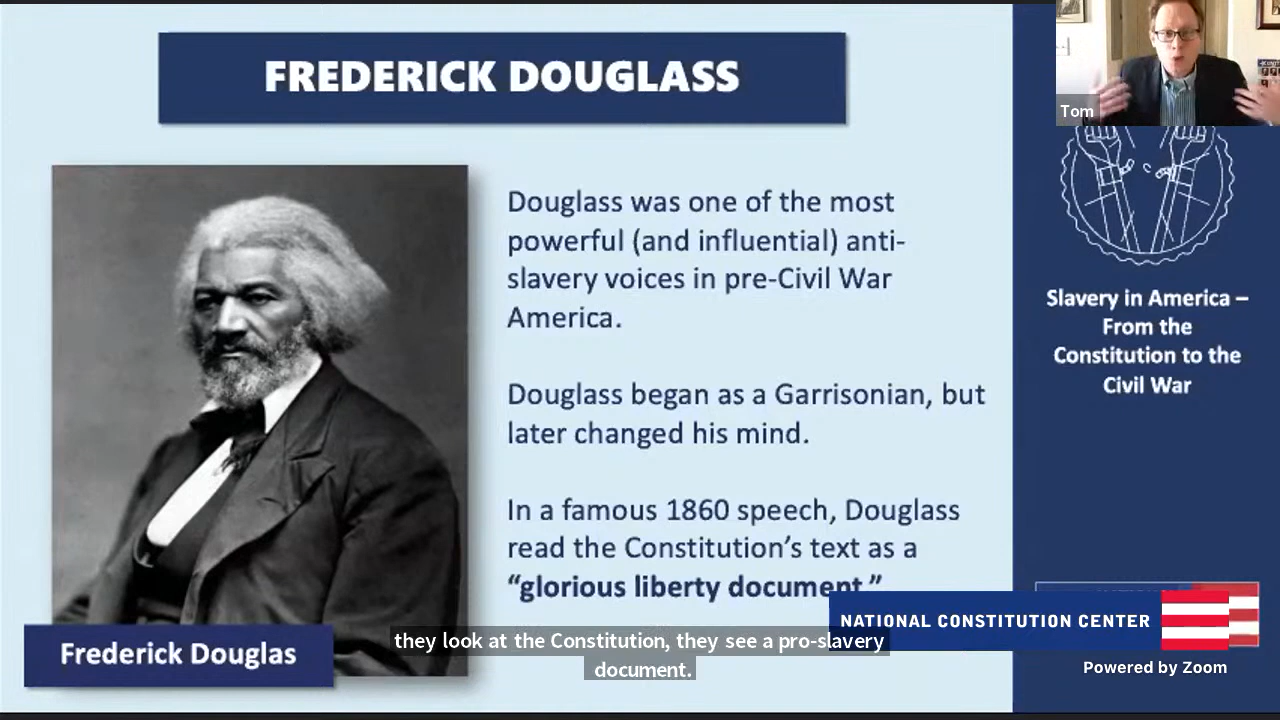 FREDERICK DOUGLASS
Tom
Douglass was one of the most
powerful (and influential) anti-
slavery voices in pre-Civil War
America.
Douglass began as a Garrisonian, but
later changed his mind.
In a famous 1860 speech, Douglass
read the Constitution’s text as a
“glorious liberty document.”
Slavery in America –
From the
Constitution to the
Civil War
Frederick Douglas
they look at the Constitution, they see a pro-slavery
document.
NATIONAL CONSTITUTION CENTER
Powered by Zoom